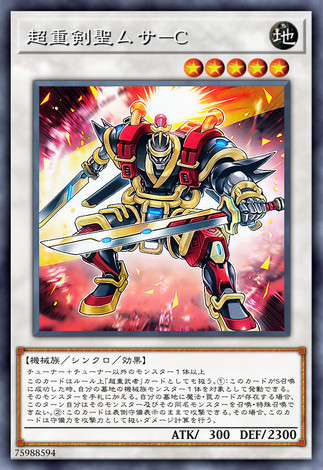 超重剣聖ムサ－C
地
【機械族／シンクロ／効果】
チューナー＋チューナー以外のモンスター１体以上
このカードはルール上「超重武者」カードとしても扱う。①：このカードがS召喚
に成功した時、自分の墓地の機械族モンスター１体を対象として発動できる。
そのモンスターを手札に加える。自分の墓地に魔法・罠カードが存在する場合、
このターン自分はそのモンスター及びその同名モンスターを召喚・特殊召喚で
きない。②：このカードは表側守備表示のままで攻撃できる。その場合、このカー
ドは守備力を攻撃力として扱いダメージ計算を行う。
ATK/ 300 DEF/2300
75988594